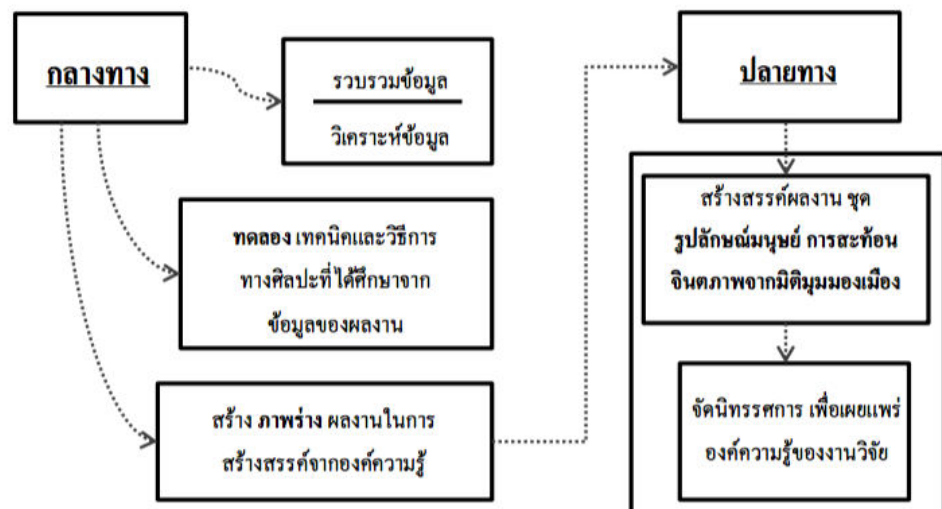 กลางทาง
รวบรวมข้อมูล
วิเคราะห์ข้อมูล
ทดลอง เทคนิคและวิธีการ
ทางศิลปะที่ได้ศึกษาจาก
ข้อมูลของผลงาน
สร้าง ภาพร่าง ผลงานในการ
สร้างสรรค์จากองค์ความรู้
ปลายทาง
สร้างสรรค์ผลงาน ชุด
รูปลักษณ์มนุษย์ การสะท้อน
จินตภาพจากมิติมุมมองเมือง
จัดนิทรรศการ เพื่อเผยแพร่
องค์ความรู้ของงานวิจัย